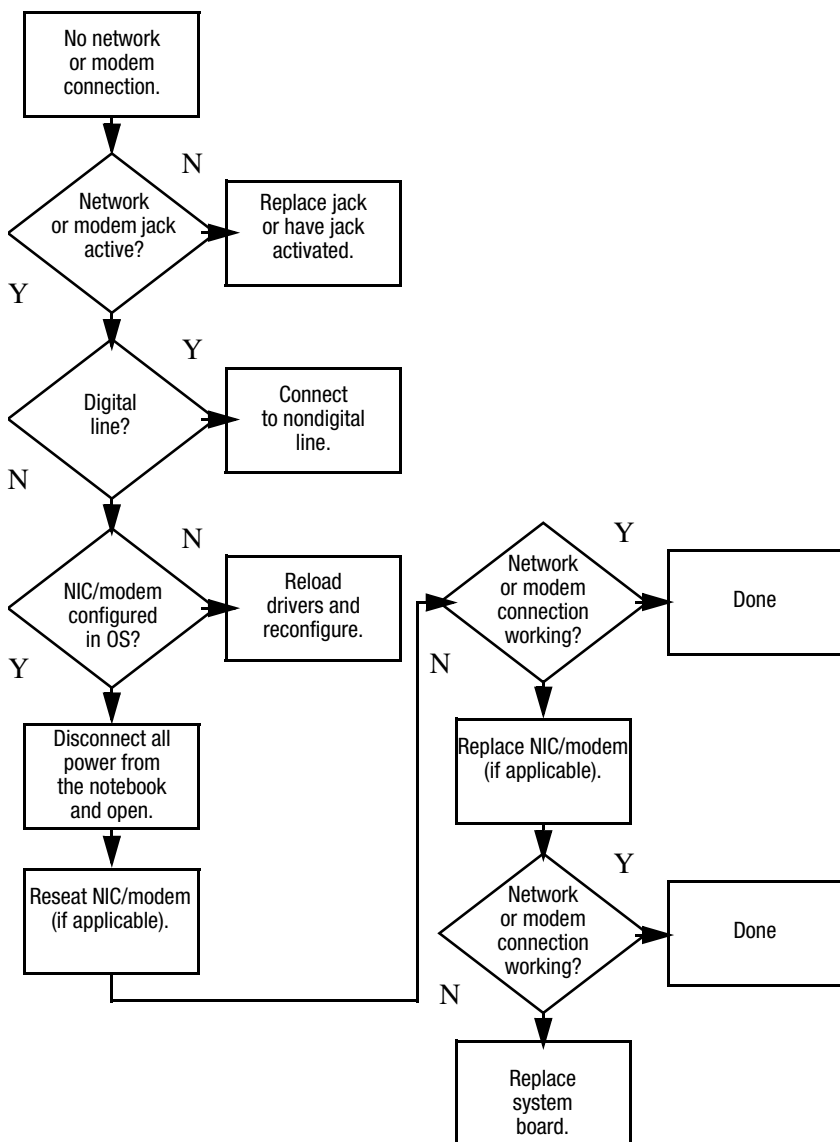 No network
or modem
connection.
N
Network
or modem jack
active?
Replace jack
or have jack
activated.
Y
Y
Digital
line?
Connect
to nondigital
line.
N
N
NIC/modem
configured
in OS?
Reload
drivers and
reconfigure.
Y
Disconnect all
power from
the notebook
and open.
Reseat NIC/modem
(if applicable).
Y
Network
or modem
connection
working?
Done
N
Replace NIC/modem
(if applicable).
Y
Network
or modem
connection
working?
Done
N
Replace
system
board.